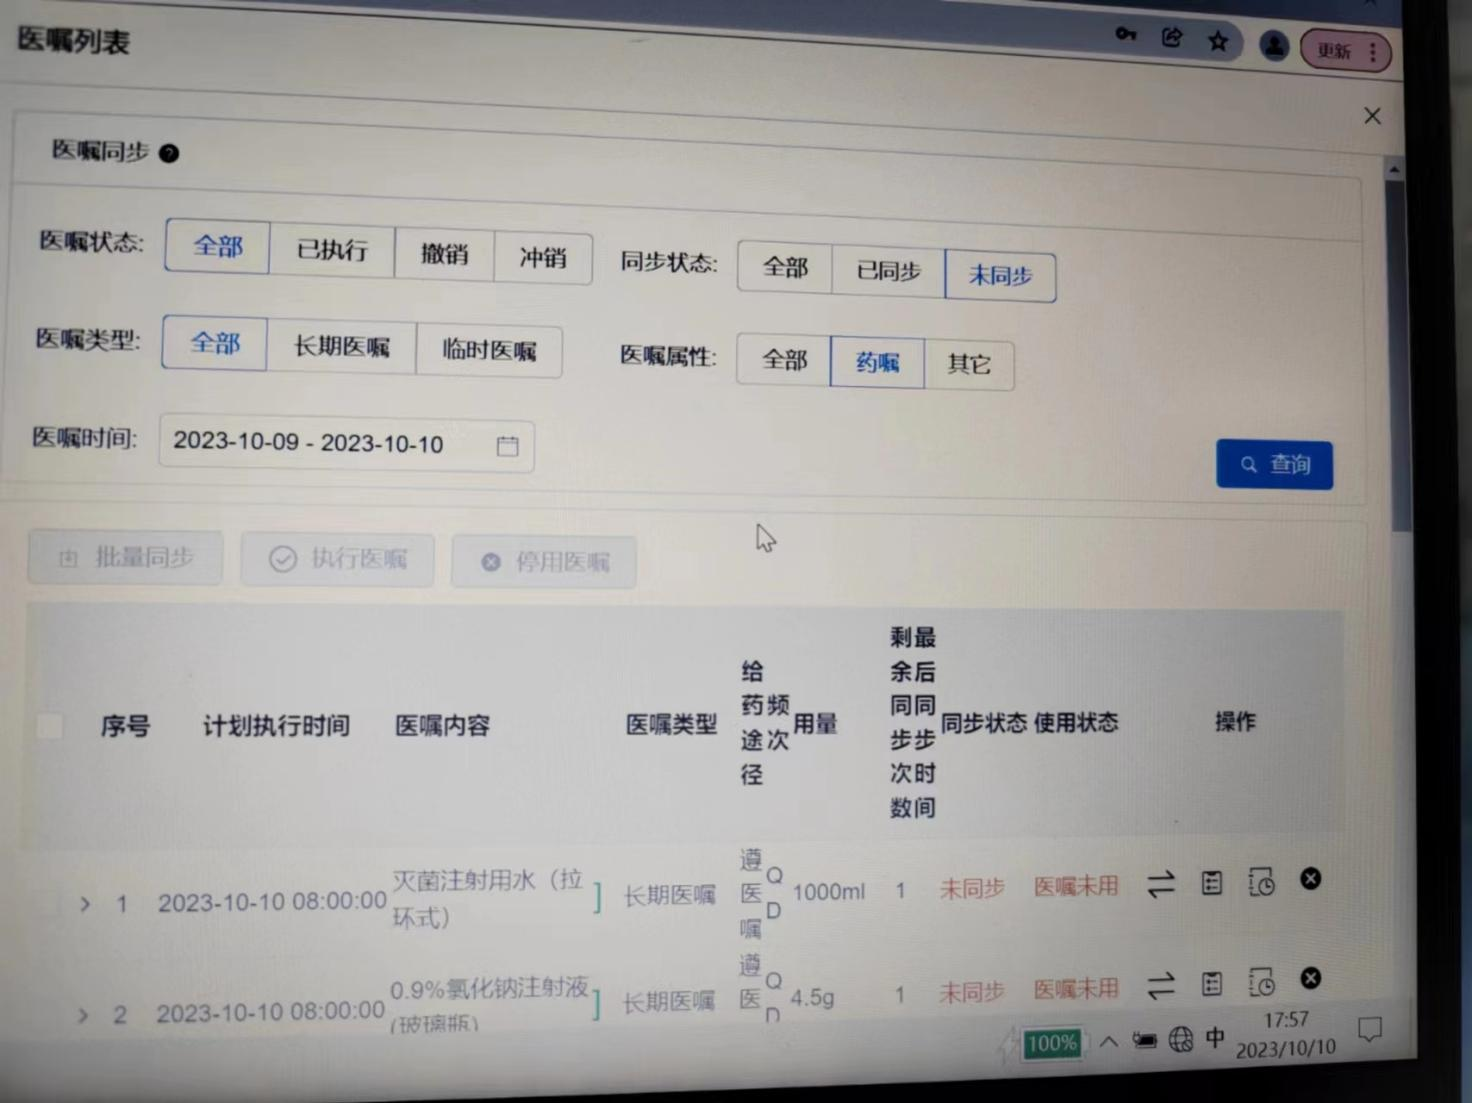 更新
医嘱列表
医嘱同步
医嘱状态: 全部 已执行 撤销 冲销 同步状态: 全部 已同步 未同步
医嘱类型: 全部 长期医嘱 临时医嘱 医嘱属性: 全部 药嘱 其它
医嘱时间: 2023-10-09 - 2023-10-10 查询
批量同步 执行医嘱 停用医嘱
序号 计划执行时间 医嘱内容 医嘱类型 给药途径 频次 用量 剩余同步次数 最后同步时间 同步状态 使用状态 操作
1 2023-10-10 08:00:00 灭菌注射用水（拉环式） ] 长期医嘱 遵医嘱 QD 1000ml 1 未同步 医嘱未用
2 2023-10-10 08:00:00 0.9%氯化钠注射液(玻璃瓶) ] 长期医嘱 遵医 QD 4.5g 1 未同步 医嘱未用
100% 中 17:57
2023/10/10